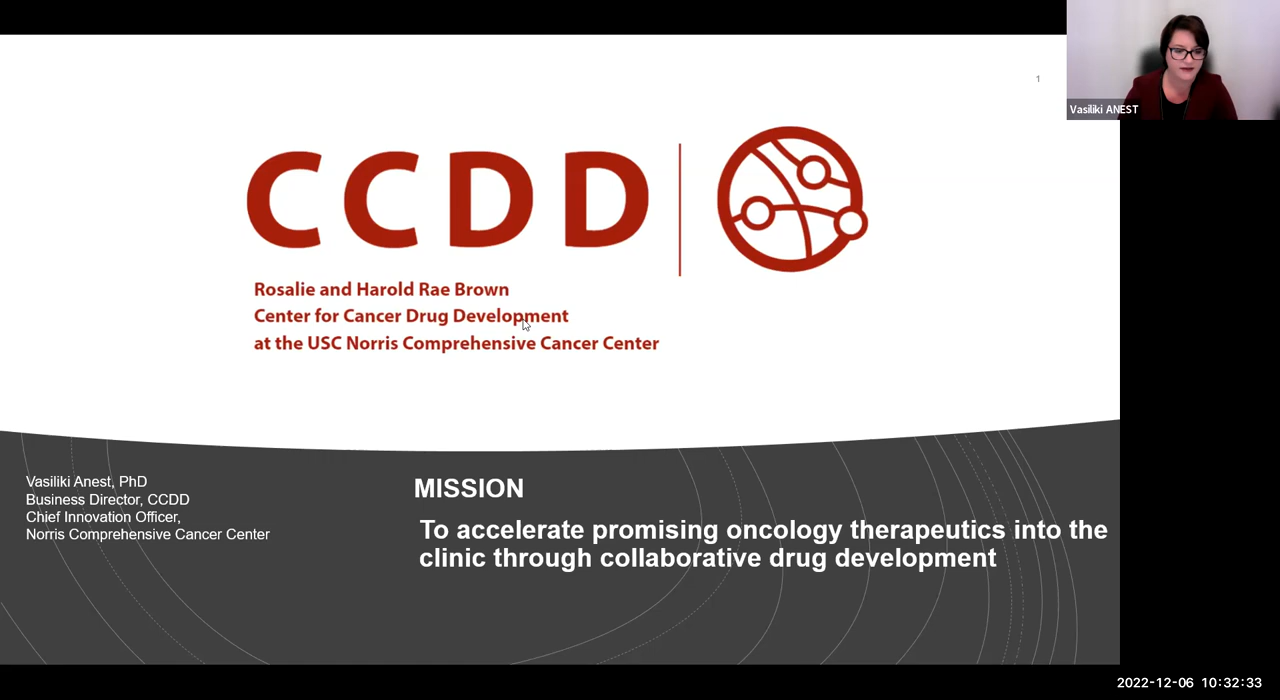 1
Vasiliki ANEST
CCDD
Rosalie and Harold Rae Brown
Center for Cancer Drug Development
at the USC Norris Comprehensive Cancer Center
Vasiliki Anest, PhD
Business Director, CCDD
Chief Innovation Officer,
Norris Comprehensive Cancer Center
MISSION
To accelerate promising oncology therapeutics into the
clinic through collaborative drug development
2022-12-06 10:32:33